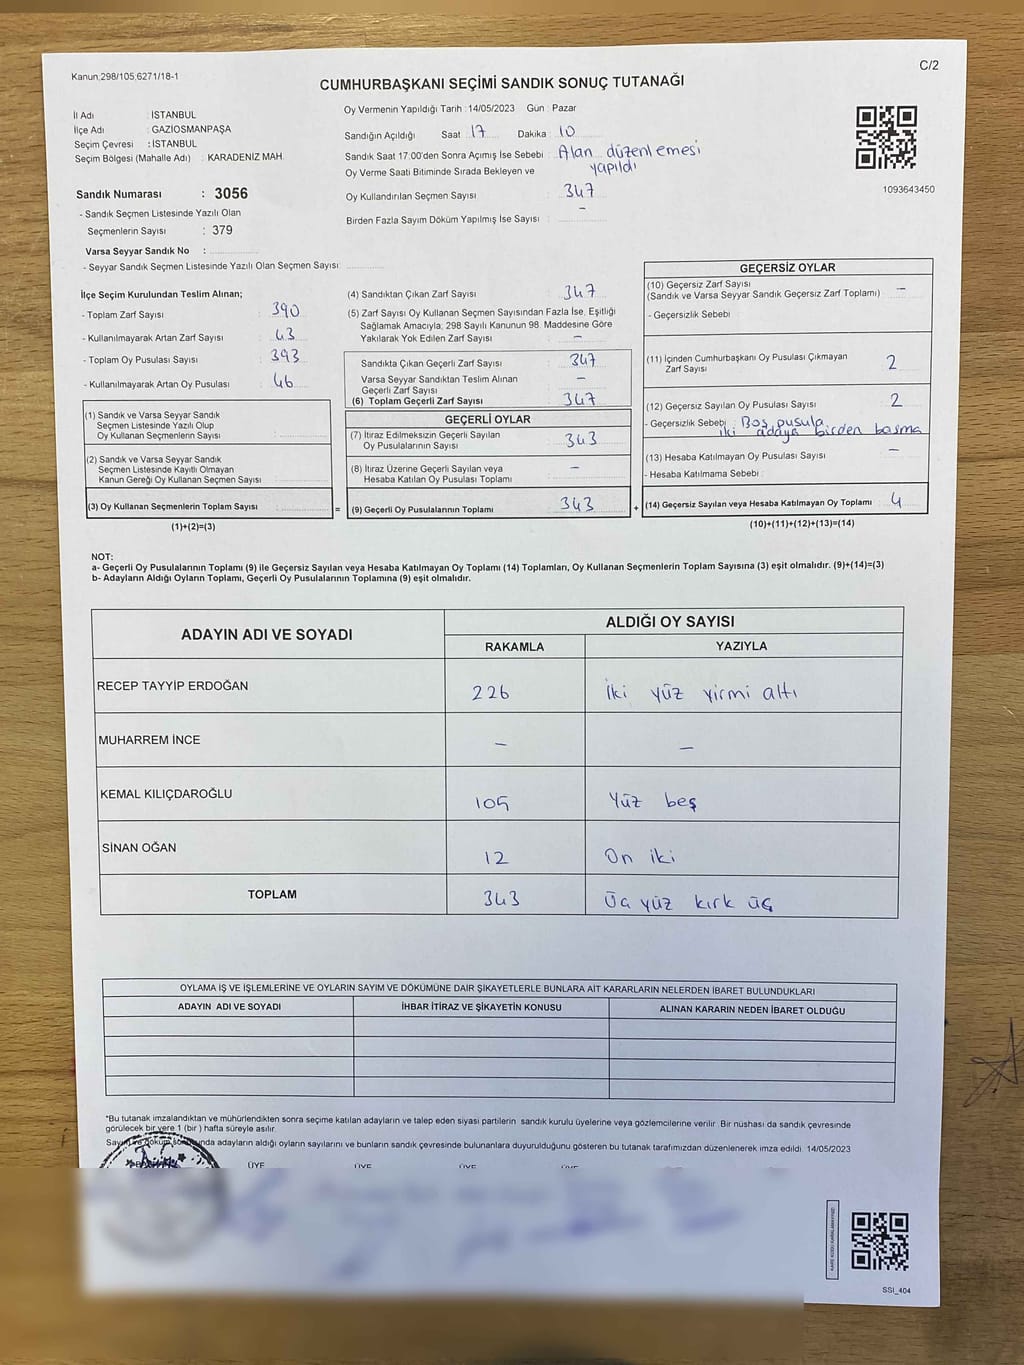 Kanun;298/105;6271/18-1
C/2
CUMHURBAŞKANI SEÇİMİ SANDIK SONUÇ TUTANAĞI
İl Adı : İSTANBUL
İlçe Adı : GAZİOSMANPAŞA
Seçim Çevresi : İSTANBUL
Seçim Bölgesi (Mahalle Adı) : KARADENİZ MAH.
Sandık Numarası : 3056
- Sandık Seçmen Listesinde Yazılı Olan
Seçmenlerin Sayısı : 379
Varsa Seyyar Sandık No :
- Seyyar Sandık Seçmen Listesinde Yazılı Olan Seçmen Sayısı:
Oy Vermenin Yapıldığı Tarih : 14/05/2023 Gün : Pazar
Sandığın Açıldığı Saat 17 Dakika 10
Sandık Saat 17:00'den Sonra Açımış İse Sebebi : Alan düzenlemesi
yapıldı
Oy Verme Saati Bitiminde Sırada Bekleyen ve
Oy Kullandırılan Seçmen Sayısı : 347
Birden Fazla Sayım Döküm Yapılmış İse Sayısı : –
1093643450
İlçe Seçim Kurulundan Teslim Alınan;
- Toplam Zarf Sayısı : 390
- Kullanılmayarak Artan Zarf Sayısı : 43
- Toplam Oy Pusulası Sayısı : 393
- Kullanılmayarak Artan Oy Pusulası : 46
(1) Sandık ve Varsa Seyyar Sandık
Seçmen Listesinde Yazılı Olup
Oy Kullanan Seçmenlerin Sayısı :
(2) Sandık ve Varsa Seyyar Sandık
Seçmen Listesinde Kayıtlı Olmayan
Kanun Gereği Oy Kullanan Seçmen Sayısı :
(3) Oy Kullanan Seçmenlerin Toplam Sayısı :
(1)+(2)=(3)
=
(4) Sandıktan Çıkan Zarf Sayısı : 347
(5) Zarf Sayısı Oy Kullanan Seçmen Sayısından Fazla İse, Eşitliği
Sağlamak Amacıyla; 298 Sayılı Kanunun 98. Maddesine Göre
Yakılarak Yok Edilen Zarf Sayısı : –
Sandıkta Çıkan Geçerli Zarf Sayısı : 347
Varsa Seyyar Sandıktan Teslim Alınan
Geçerli Zarf Sayısı : –
(6) Toplam Geçerli Zarf Sayısı : 347
GEÇERLİ OYLAR
(7) İtiraz Edilmeksizin Geçerli Sayılan
Oy Pusulalarının Sayısı : 343
(8) İtiraz Üzerine Geçerli Sayılan veya
Hesaba Katılan Oy Pusulası Toplamı : –
(9) Geçerli Oy Pusulalarının Toplamı : 343
+
GEÇERSİZ OYLAR
(10) Geçersiz Zarf Sayısı
(Sandık ve Varsa Seyyar Sandık Geçersiz Zarf Toplamı) : –
- Geçersizlik Sebebi :
(11) İçinden Cumhurbaşkanı Oy Pusulası Çıkmayan
Zarf Sayısı : 2
(12) Geçersiz Sayılan Oy Pusulası Sayısı : 2
- Geçersizlik Sebebi : Boş pusula,
iki adaya birden basma
(13) Hesaba Katılmayan Oy Pusulası Sayısı : –
- Hesaba Katılmama Sebebi :
(14) Geçersiz Sayılan veya Hesaba Katılmayan Oy Toplamı : 4
(10)+(11)+(12)+(13)=(14)
NOT:
a- Geçerli Oy Pusulalarının Toplamı (9) ile Geçersiz Sayılan veya Hesaba Katılmayan Oy Toplamı (14) Toplamları, Oy Kullanan Seçmenlerin Toplam Sayısına (3) eşit olmalıdır. (9)+(14)=(3)
b- Adayların Aldığı Oyların Toplamı, Geçerli Oy Pusulalarının Toplamına (9) eşit olmalıdır.
ADAYIN ADI VE SOYADI
ALDIĞI OY SAYISI
RAKAMLA YAZIYLA
RECEP TAYYİP ERDOĞAN 226 iki yüz yirmi altı
MUHARREM İNCE – –
KEMAL KILIÇDAROĞLU 105 Yüz beş
SİNAN OĞAN 12 On iki
TOPLAM 343 Üç yüz kırk üç
OYLAMA İŞ VE İŞLEMLERİNE VE OYLARIN SAYIM VE DÖKÜMÜNE DAİR ŞİKAYETLERLE BUNLARA AİT KARARLARIN NELERDEN İBARET BULUNDUKLARI
ADAYIN ADI VE SOYADI İHBAR İTİRAZ VE ŞİKAYETİN KONUSU ALINAN KARARIN NEDEN İBARET OLDUĞU
*Bu tutanak imzalandıktan ve mühürlendikten sonra seçime katılan adayların ve talep eden siyasi partilerin sandık kurulu üyelerine veya gözlemcilerine verilir. Bir nüshası da sandık çevresinde
görülecek bir yere 1 (bir ) hafta süreyle asılır.
Sayım ve döküm sonucunda adayların aldığı oyların sayılarını ve bunların sandık çevresinde bulunanlara duyurulduğunu gösteren bu tutanak tarafımızdan düzenlenerek imza edildi. 14/05/2023
ÜYE ÜYE ÜYE ÜYE
SSİ_404